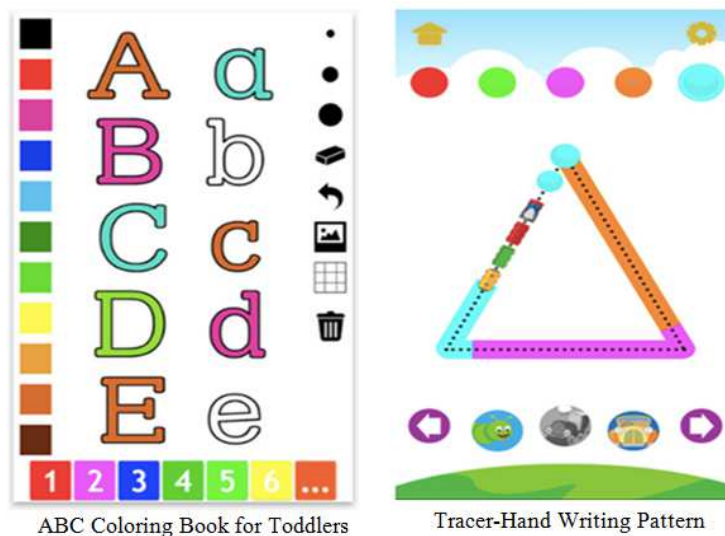 A a
B b
C c
D d
E e
1 2 3 4 5 6 ...
ABC Coloring Book for Toddlers
Tracer-Hand Writing Pattern